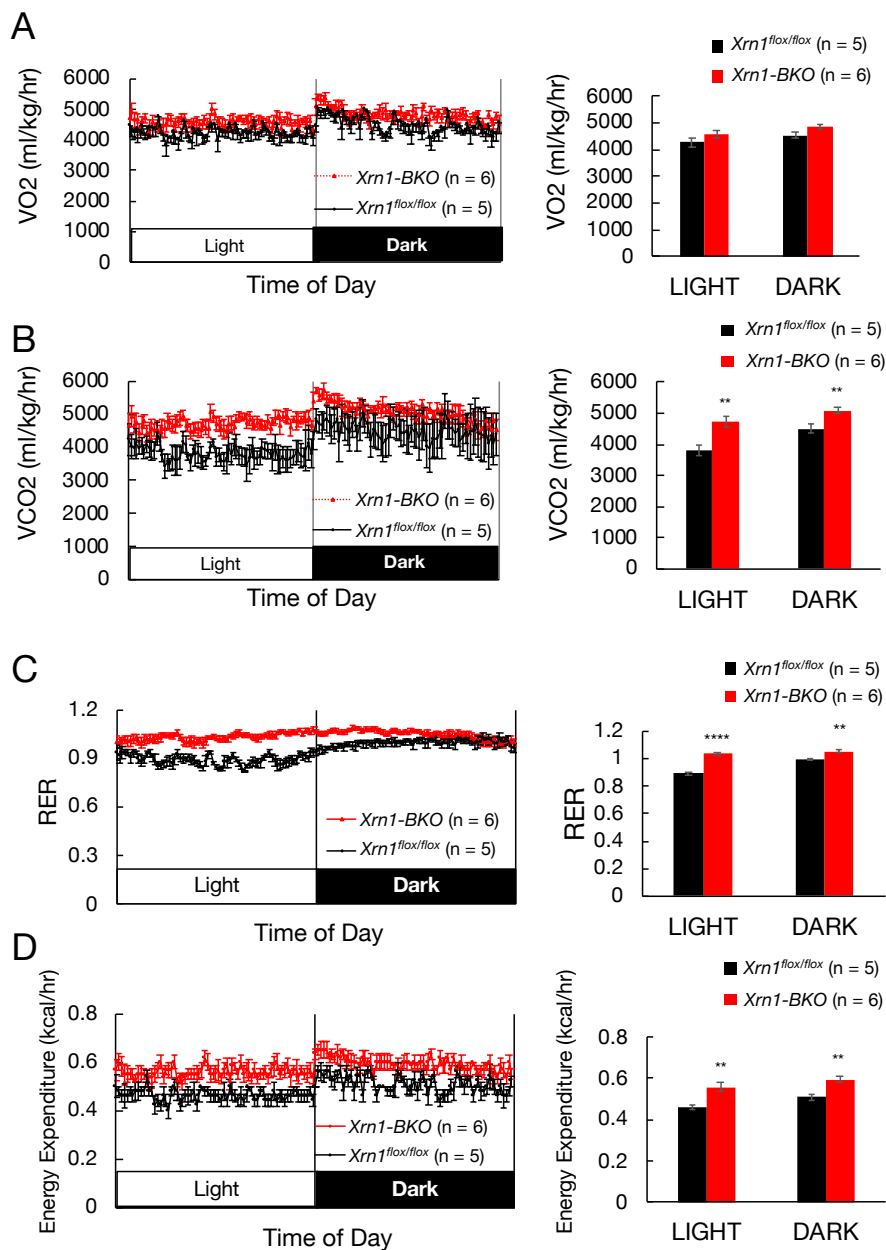 A
VO2 (ml/kg/hr)
6000
5000
4000
3000
2000
1000
0
Xrn1-BKO (n = 6)
Xrn1flox/flox (n = 5)
Light
Dark
Time of Day
Xrn1flox/flox (n = 5)
Xrn1-BKO (n = 6)
VO2 (ml/kg/hr)
6000
5000
4000
3000
2000
1000
0
LIGHT
DARK
B
VCO2 (ml/kg/hr)
6000
5000
4000
3000
2000
1000
0
Xrn1-BKO (n = 6)
Xrn1flox/flox (n = 5)
Light
Dark
Time of Day
Xrn1flox/flox (n = 5)
Xrn1-BKO (n = 6)
VCO2 (ml/kg/hr)
6000
5000
4000
3000
2000
1000
0
**
**
LIGHT
DARK
C
RER
1.2
0.9
0.6
0.3
0
Xrn1-BKO (n = 6)
Xrn1flox/flox (n = 5)
Light
Dark
Time of Day
Xrn1flox/flox (n = 5)
Xrn1-BKO (n = 6)
RER
1.2
1
0.8
0.6
0.4
0.2
0
****
**
LIGHT
DARK
D
Energy Expenditure (kcal/hr)
0.8
0.6
0.4
0.2
0
Xrn1-BKO (n = 6)
Xrn1flox/flox (n = 5)
Light
Dark
Time of Day
Xrn1flox/flox (n = 5)
Xrn1-BKO (n = 6)
Energy Expenditure (kcal/hr)
0.8
0.6
0.4
0.2
0
**
**
LIGHT
DARK